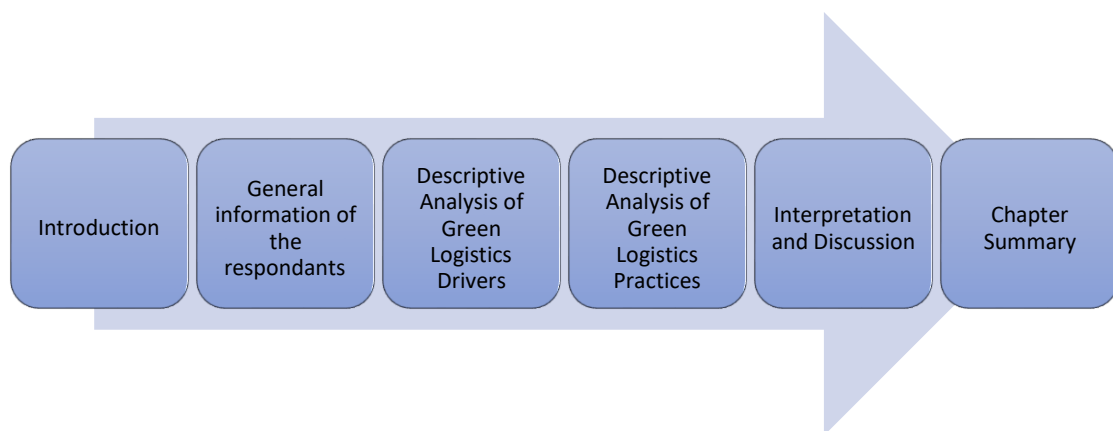 Introduction
General
information of
the
respondants
Descriptive
Analysis of
Green
Logistics
Drivers
Descriptive
Analysis of
Green
Logistics
Practices
Interpretation
and Discussion
Chapter
Summary